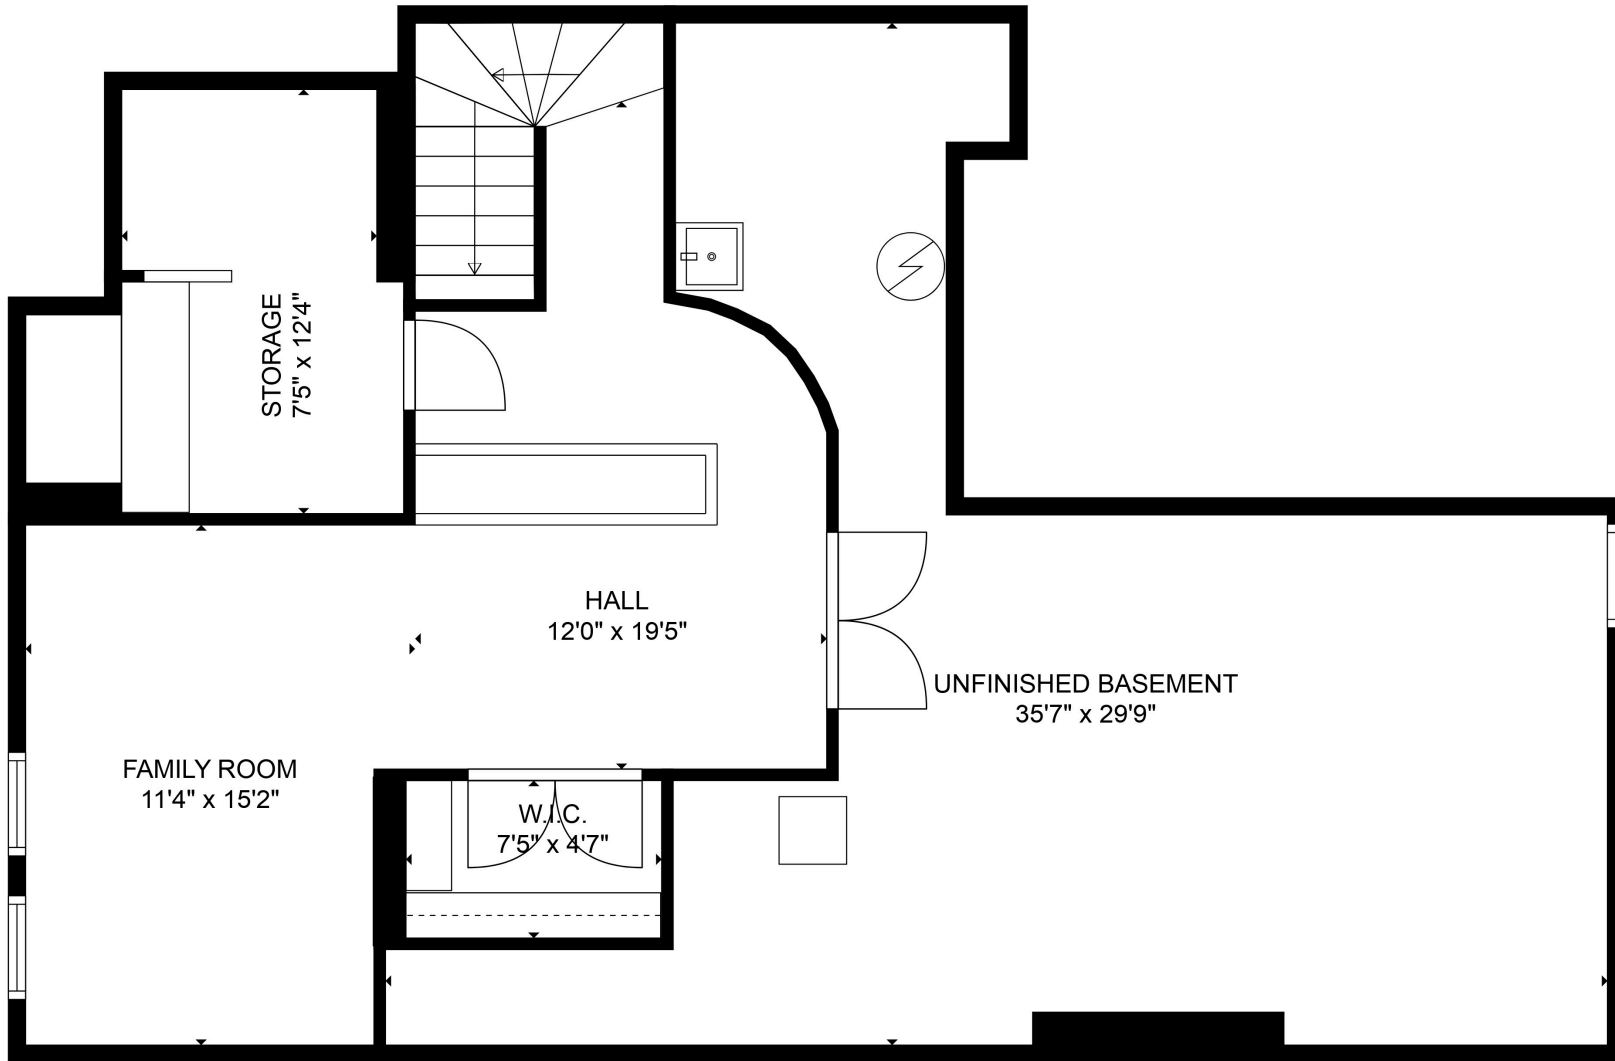 STORAGE
7'5" x 12'4"
HALL
12'0" x 19'5"
UNFINISHED BASEMENT
35'7" x 29'9"
FAMILY ROOM
11'4" x 15'2"
W.I.C.
7'5" x 4'7"